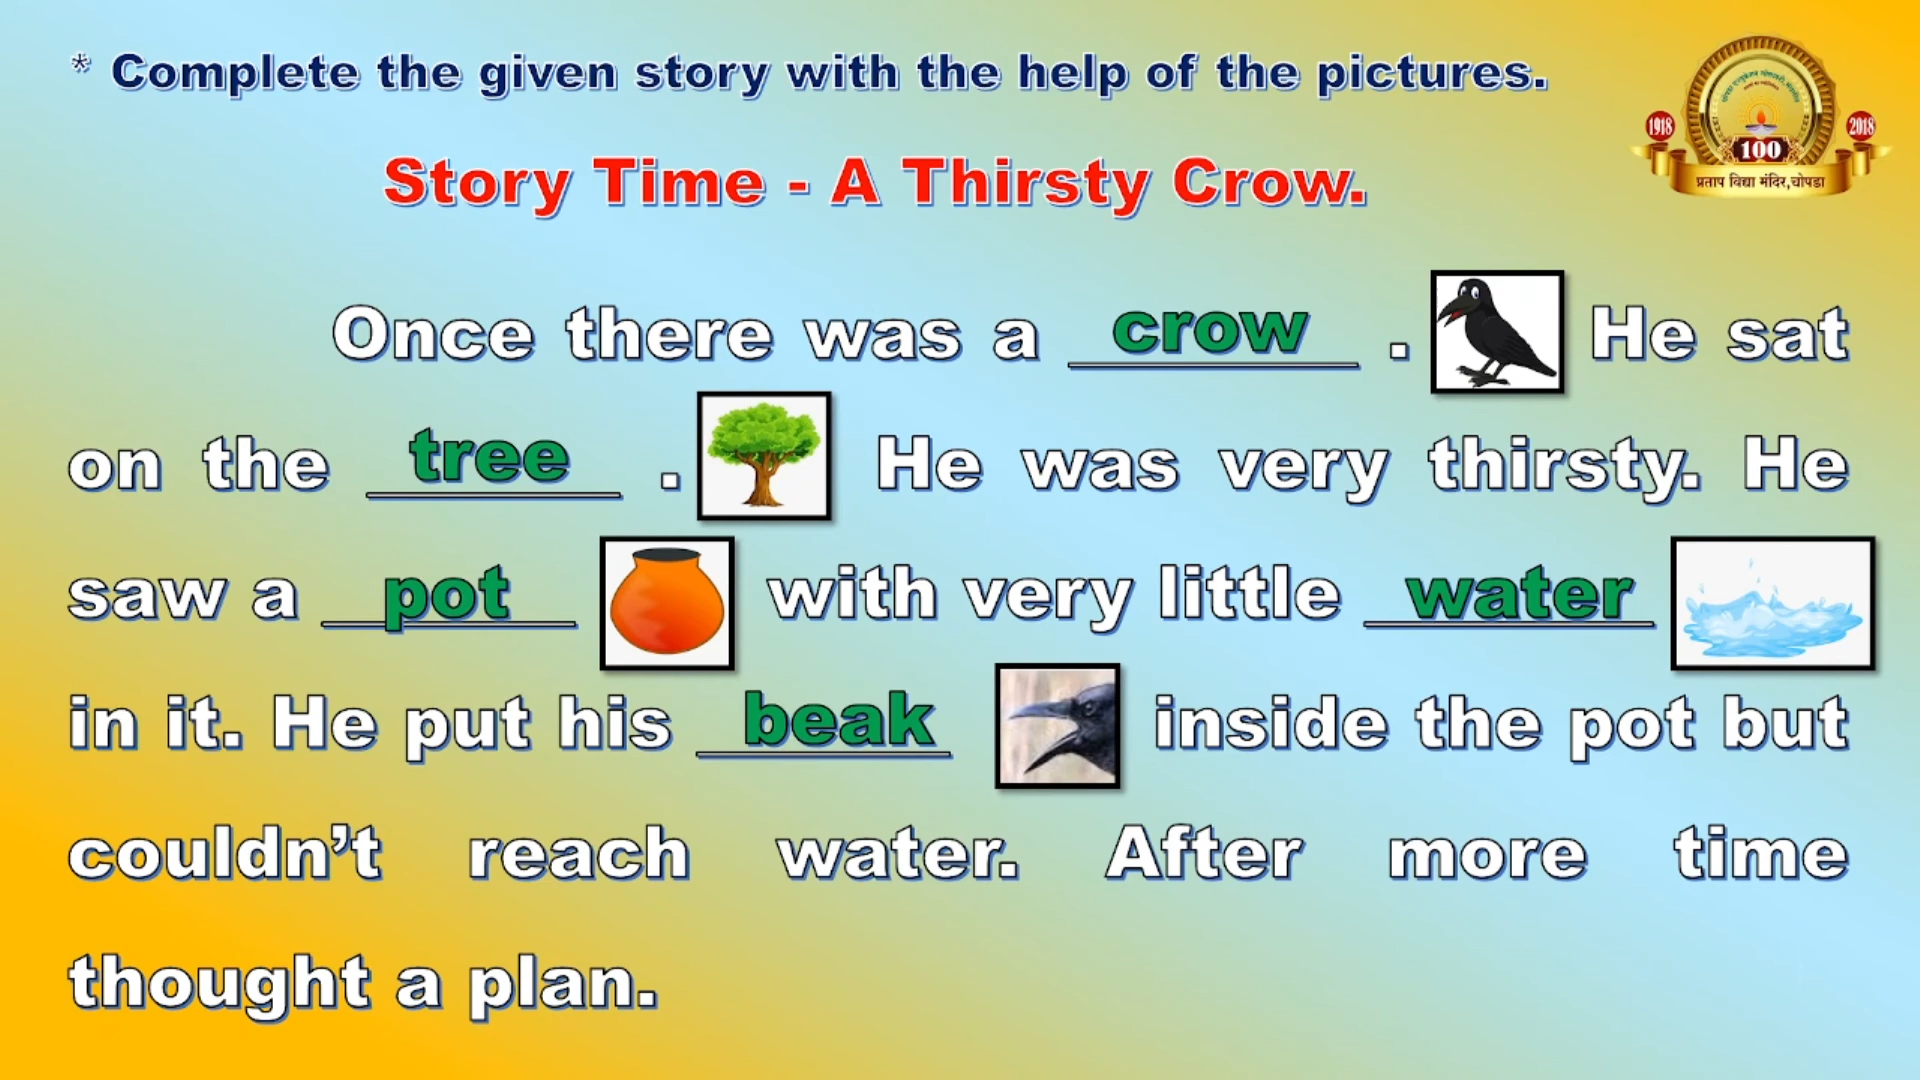 * Complete the given story with the help of the pictures.
1918
2018
100
प्रताप विद्या मंदिर,चोपडा
Story Time - A Thirsty Crow.
Once there was a crow . He sat
on the tree . He was very thirsty. He
saw a pot with very little water
in it. He put his beak inside the pot but
couldn’t reach water. After more time
thought a plan.